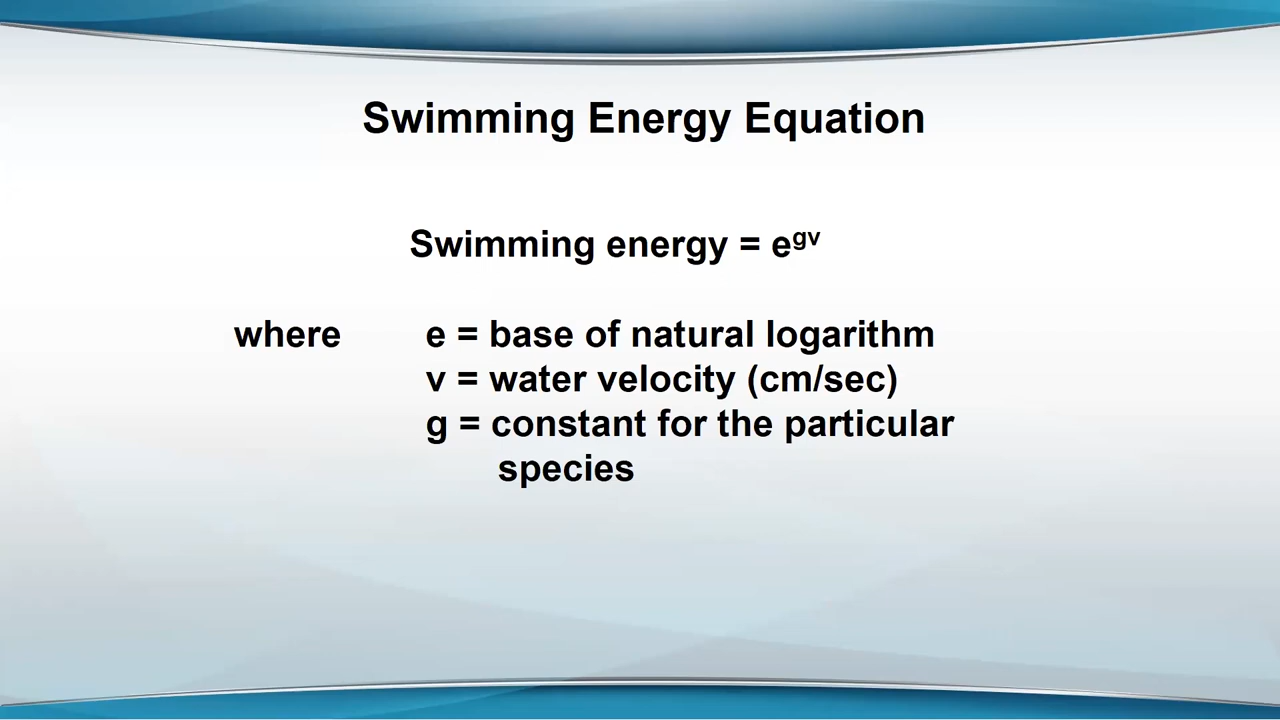 Swimming Energy Equation
Swimming energy = e^gv
where e = base of natural logarithm
v = water velocity (cm/sec)
g = constant for the particular
species